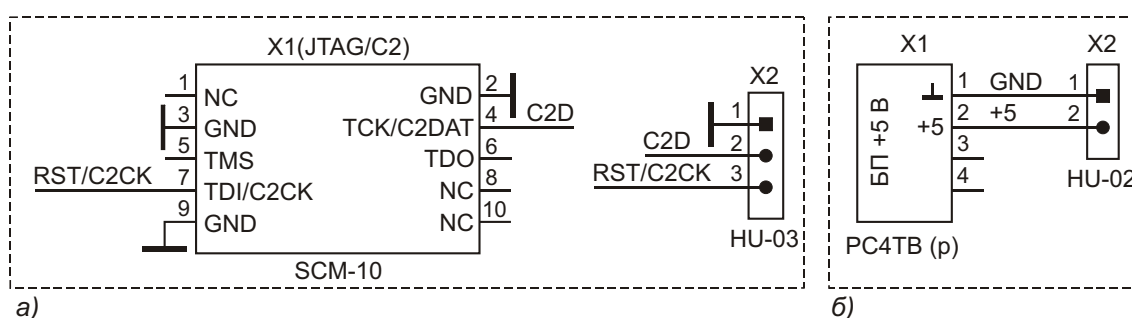 X1(JTAG/C2)
1 NC GND 2
3 GND TCK/C2DAT 4 C2D
5 TMS TDO 6
RST/C2CK 7 TDI/C2CK NC 8
9 GND NC 10
SCM-10
X2
1
C2D 2
RST/C2CK 3
HU-03
а)
X1 X2
БП +5 В
1 GND 1
+5 2 +5 2
3
4
HU-02
PC4TB (p)
б)